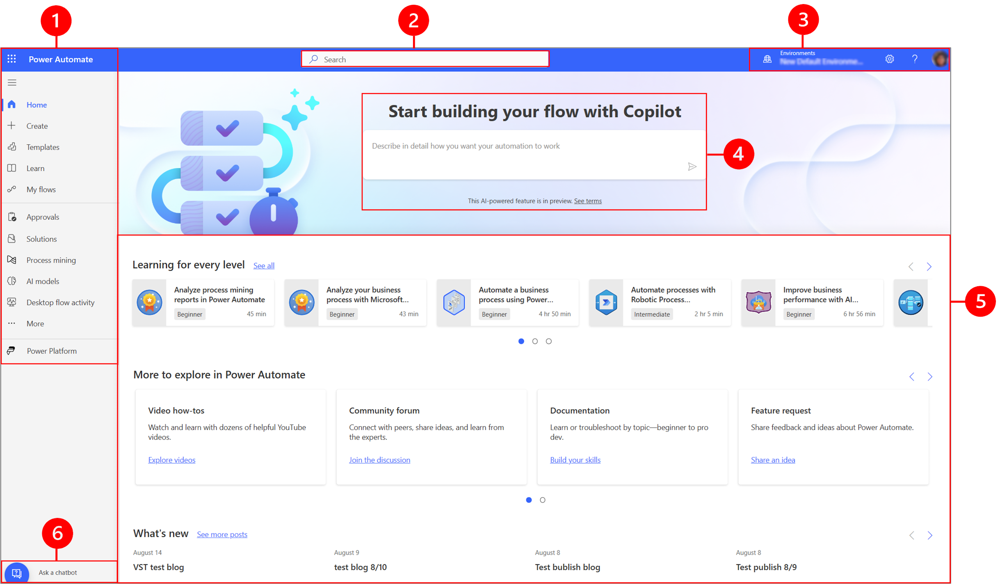 1
2
3
Power Automate
Search
Environments
New Default Environme...
?
Home
Create
Templates
Learn
My flows
Approvals
Solutions
Process mining
AI models
Desktop flow activity
More
Power Platform
Start building your flow with Copilot
Describe in detail how you want your automation to work
This AI-powered feature is in preview. See terms
4
Learning for every level See all
Analyze process mining
reports in Power Automate
Beginner 45 min
Analyze your business
process with Microsoft...
Beginner 43 min
Automate a business
process using Power...
Beginner 4 hr 50 min
Automate processes with
Robotic Process...
Intermediate 2 hr 5 min
Improve business
performance with AI...
Beginner 6 hr 56 min
5
More to explore in Power Automate
Video how-tos
Watch and learn with dozens of helpful YouTube
videos.
Explore videos
Community forum
Connect with peers, share ideas, and learn from
the experts.
Join the discussion
Documentation
Learn or troubleshoot by topic—beginner to pro
dev.
Build your skills
Feature request
Share feedback and ideas about Power Automate.
Share an idea
What's new See more posts
August 14
VST test blog
August 9
test blog 8/10
August 8
Test bublish blog
August 8
Test publish 8/9
6
Ask a chatbot